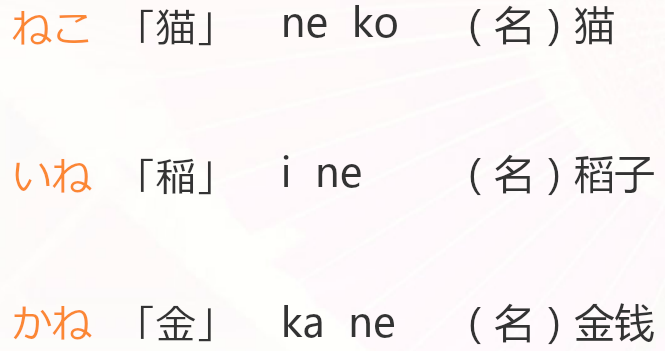 ねこ 「猫」 ne ko （名）猫
いね 「稲」 i ne （名）稻子
かね 「金」 ka ne （名）金钱